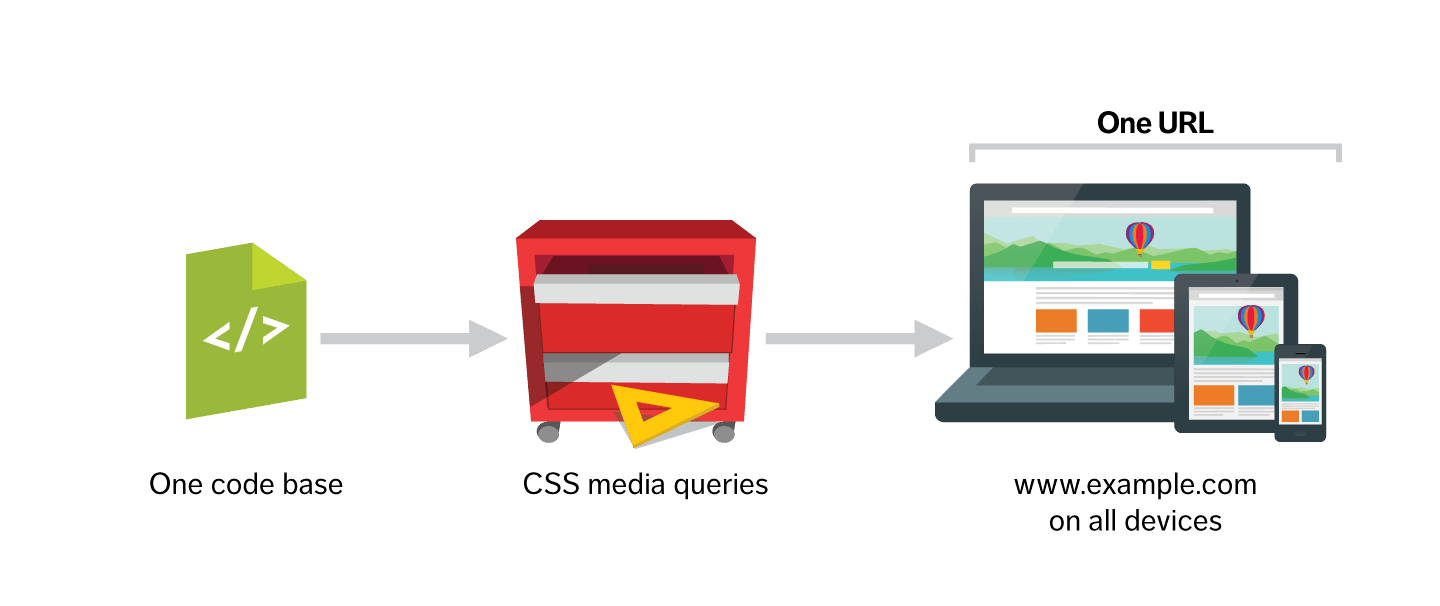 One URL
</>
One code base
CSS media queries
www.example.com
on all devices